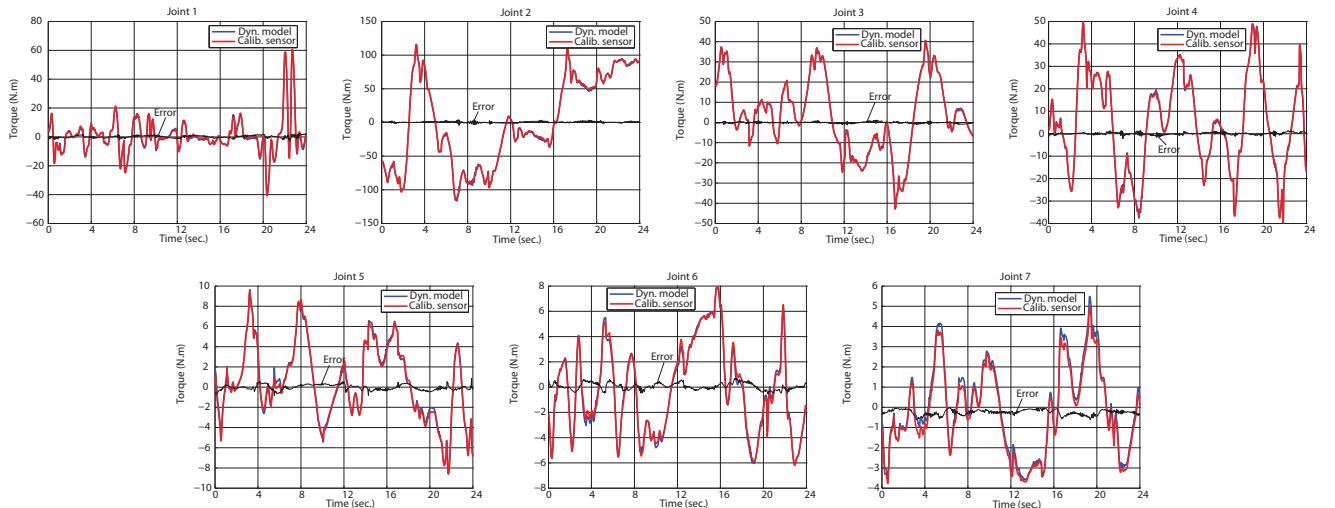 Joint 1
60
40
20
0
−20
−40
−60
Torque (N.m)
0 4 8 12 16 20 24
Time (sec.)
Dyn. model
Calib. sensor
Error
Joint 2
150
100
50
0
−50
−100
−150
Torque (N.m)
0 4 8 12 16 20 24
Time (sec.)
Dyn. model
Calib. sensor
Error
Joint 3
50
40
30
20
10
0
−10
−20
−30
−40
50
Torque (N.m)
0 4 8 12 16 20 24
Time (sec.)
Dyn. model
Calib. sensor
Error
Joint 4
50
40
30
20
10
0
−10
−20
−30
40
Torque (N.m)
0 4 8 12 16 20 24
Time (sec.)
Dyn. model
Calib. sensor
Error
Joint 5
10
8
6
4
2
0
−2
−4
−6
−8
−10
Torque (N.m)
0 4 8 12 16 20 24
Time (sec.)
Dyn. model
Calib. sensor
Error
Joint 6
8
6
4
2
0
−2
−4
−6
8
Torque (N.m)
0 4 8 12 16 20 24
Time (sec.)
Dyn. model
Calib. sensor
Error
Joint 7
6
5
4
3
2
1
0
−1
−2
−3
−4
Torque (N.m)
0 4 8 12 16 20 24
Time (sec.)
Dyn. model
Calib. sensor
Error